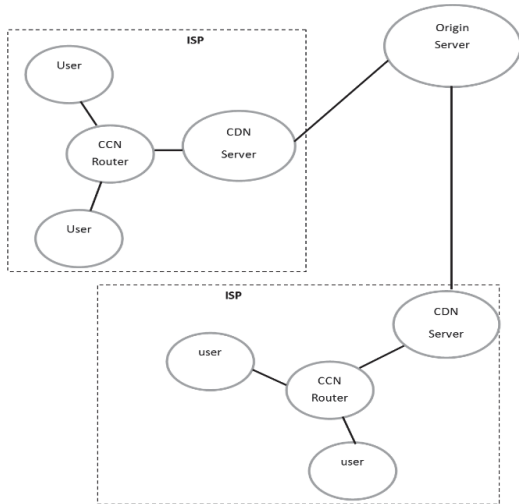 ISP
User
CCN
Router
User
CDN
Server
Origin
Server
ISP
CDN
Server
user
CCN
Router
user